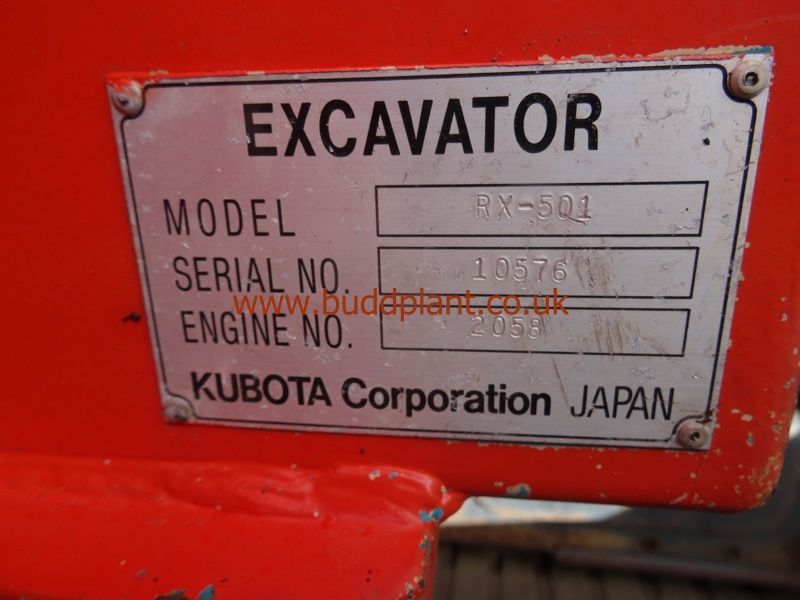 EXCAVATOR
MODEL RX-501
SERIAL NO. 10576
www.buddplant.co.uk
ENGINE NO. 2058
KUBOTA Corporation JAPAN